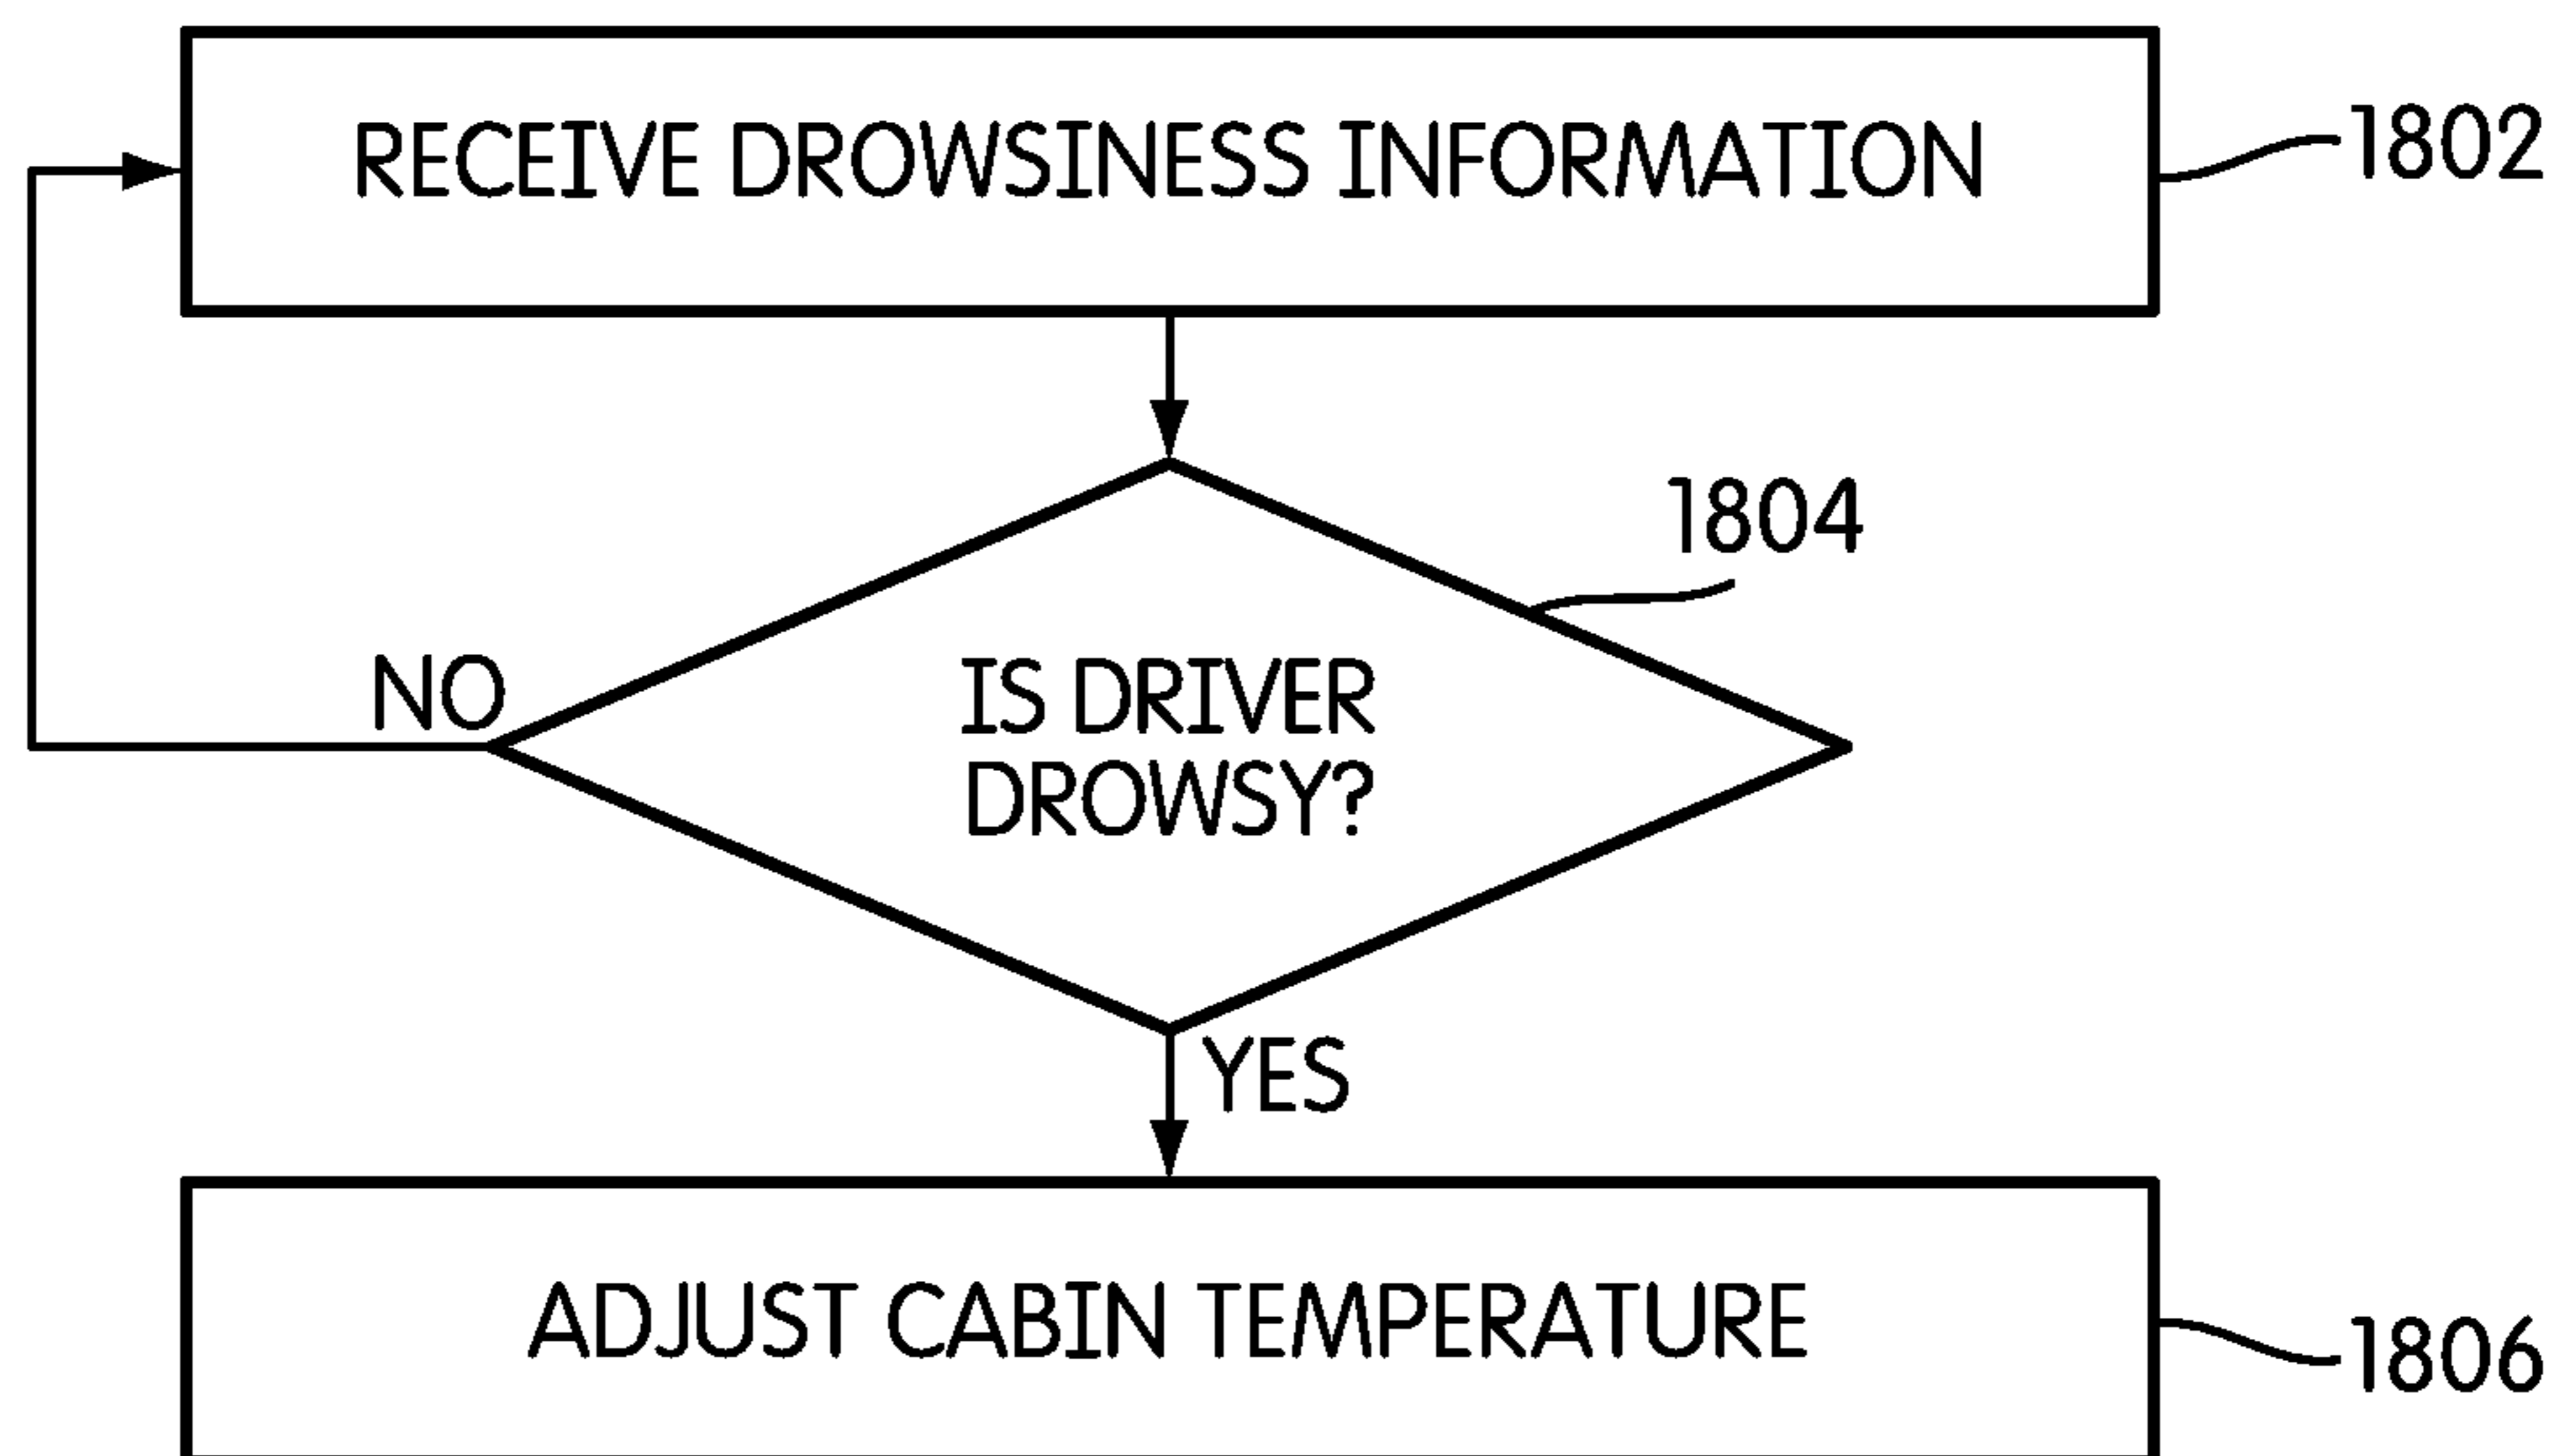 RECEIVE DROWSINESS INFORMATION
1802
1804
NO
IS DRIVER
DROWSY?
YES
ADJUST CABIN TEMPERATURE
1806